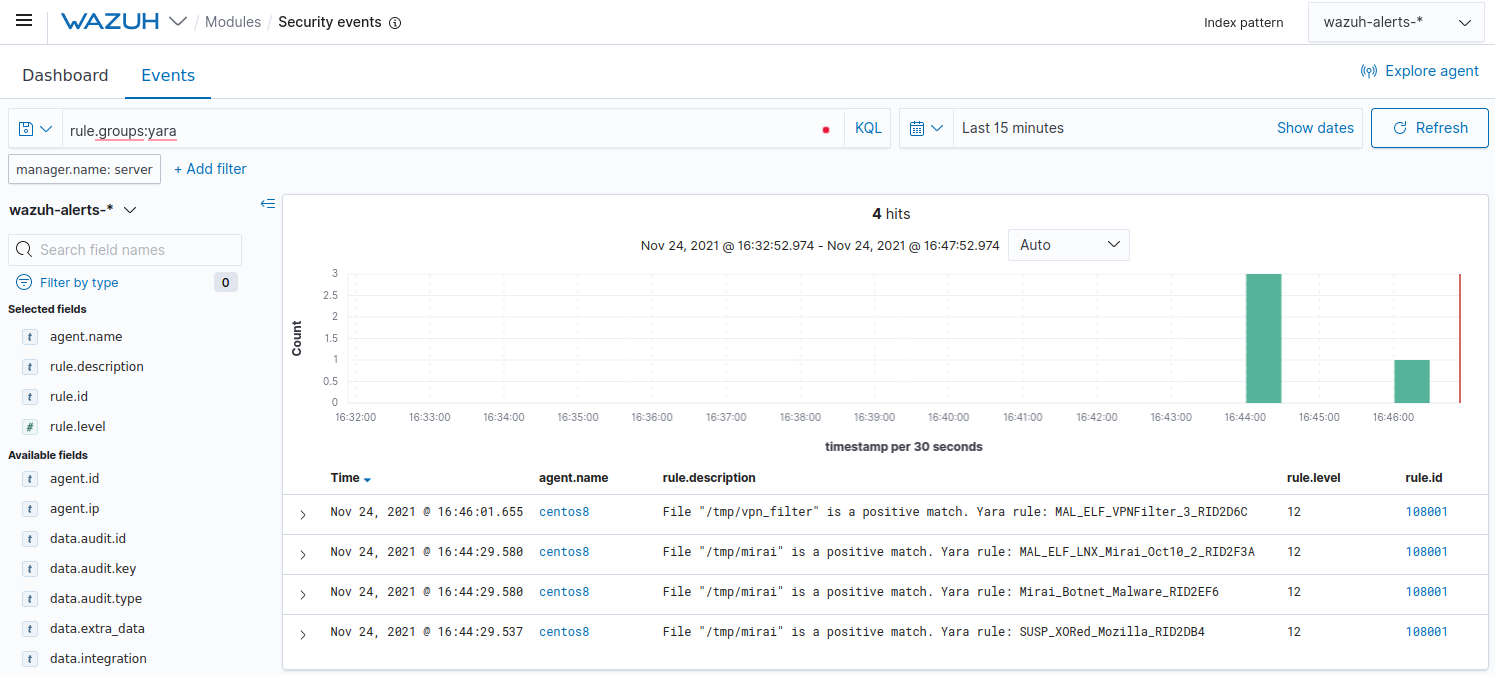 WAZUH / Modules / Security events Index pattern wazuh-alerts-*
Dashboard Events Explore agent
rule.groups:yara KQL Last 15 minutes Show dates Refresh
manager.name: server + Add filter
wazuh-alerts-*
Search field names
Filter by type 0
Selected fields
t agent.name
t rule.description
t rule.id
# rule.level
Available fields
t agent.id
t agent.ip
t data.audit.id
t data.audit.key
t data.audit.type
t data.extra_data
t data.integration
4 hits
Nov 24, 2021 @ 16:32:52.974 - Nov 24, 2021 @ 16:47:52.974 Auto
Count
3
2.5
2
1.5
1
0.5
0
16:32:00 16:33:00 16:34:00 16:35:00 16:36:00 16:37:00 16:38:00 16:39:00 16:40:00 16:41:00 16:42:00 16:43:00 16:44:00 16:45:00 16:46:00
timestamp per 30 seconds
Time agent.name rule.description rule.level rule.id
Nov 24, 2021 @ 16:46:01.655 centos8 File "/tmp/vpn_filter" is a positive match. Yara rule: MAL_ELF_VPNFilter_3_RID2D6C 12 108001
Nov 24, 2021 @ 16:44:29.580 centos8 File "/tmp/mirai" is a positive match. Yara rule: MAL_ELF_LNX_Mirai_Oct10_2_RID2F3A 12 108001
Nov 24, 2021 @ 16:44:29.580 centos8 File "/tmp/mirai" is a positive match. Yara rule: Mirai_Botnet_Malware_RID2EF6 12 108001
Nov 24, 2021 @ 16:44:29.537 centos8 File "/tmp/mirai" is a positive match. Yara rule: SUSP_XORed_Mozilla_RID2DB4 12 108001